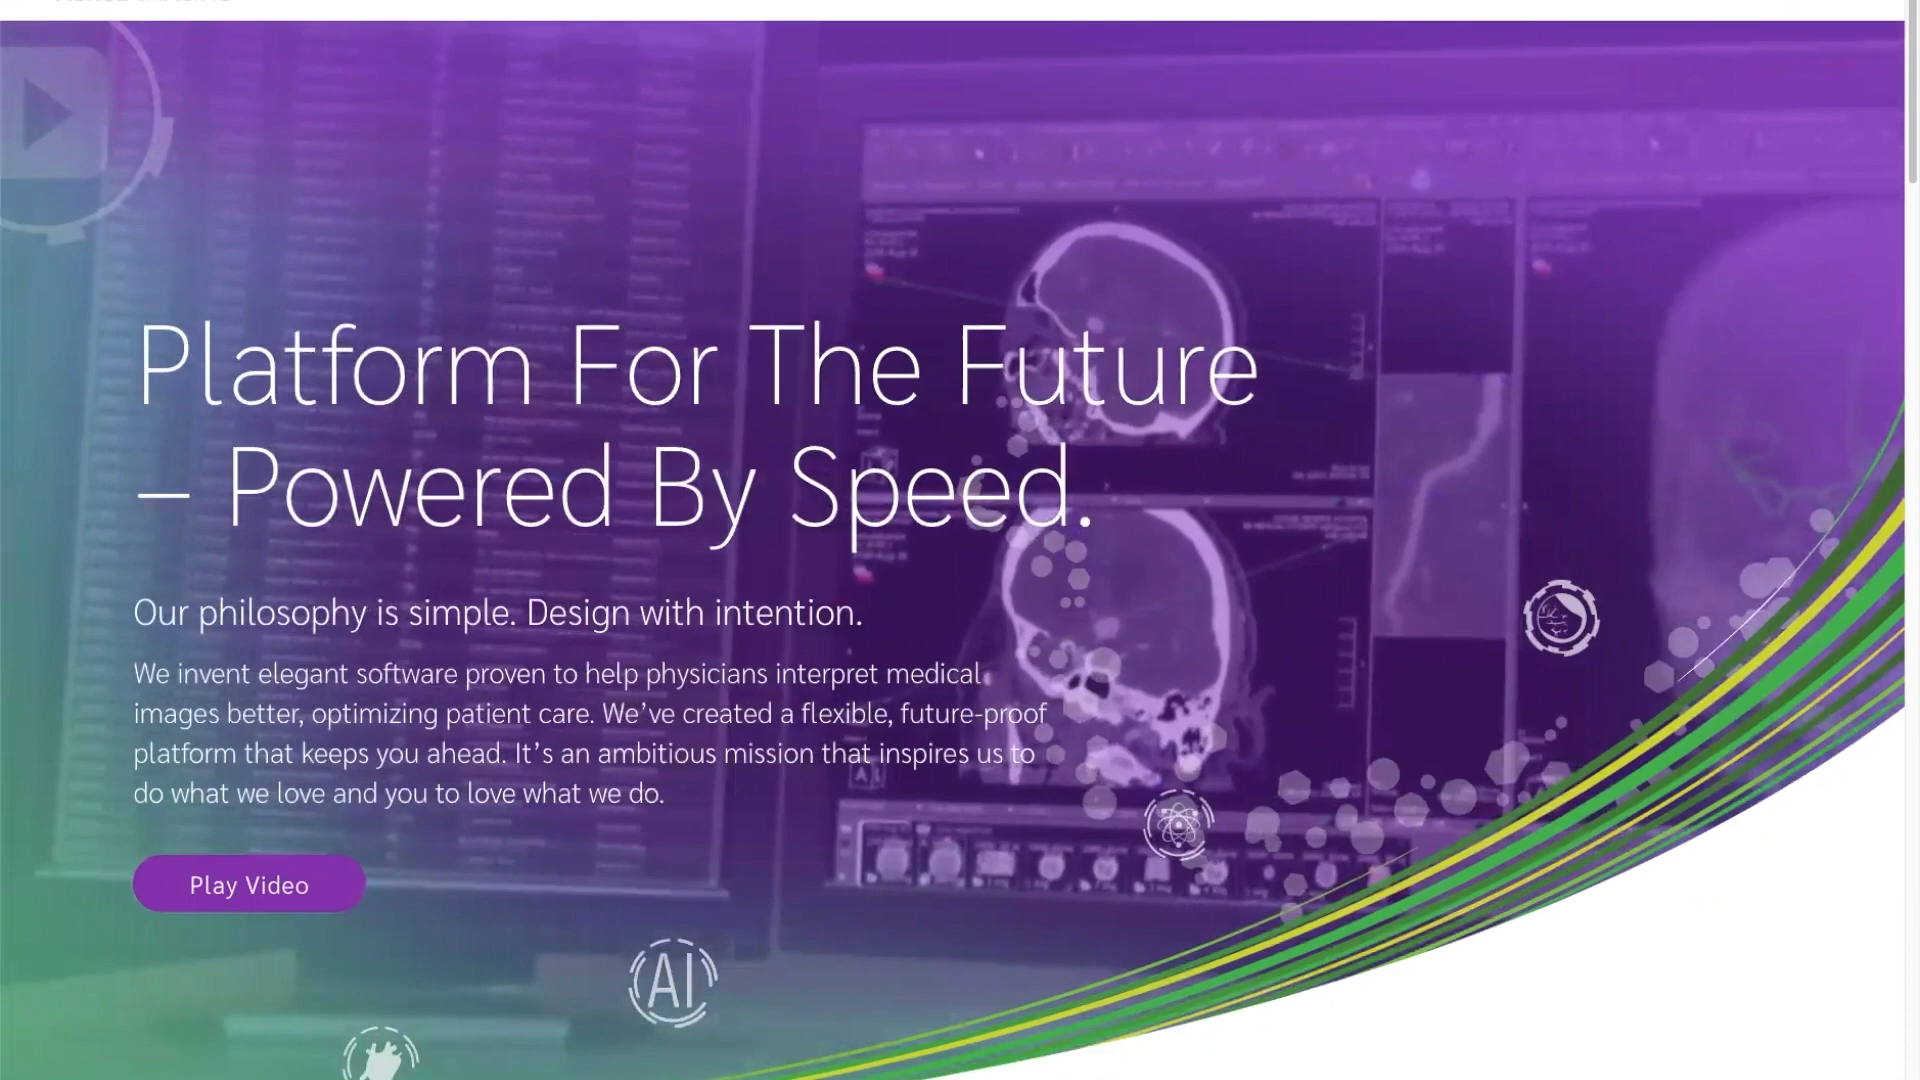 Platform For The Future
– Powered By Speed.
Our philosophy is simple. Design with intention.
We invent elegant software proven to help physicians interpret medical
images better, optimizing patient care. We’ve created a flexible, future-proof
platform that keeps you ahead. It’s an ambitious mission that inspires us to
do what we love and you to love what we do.
Play Video
AI